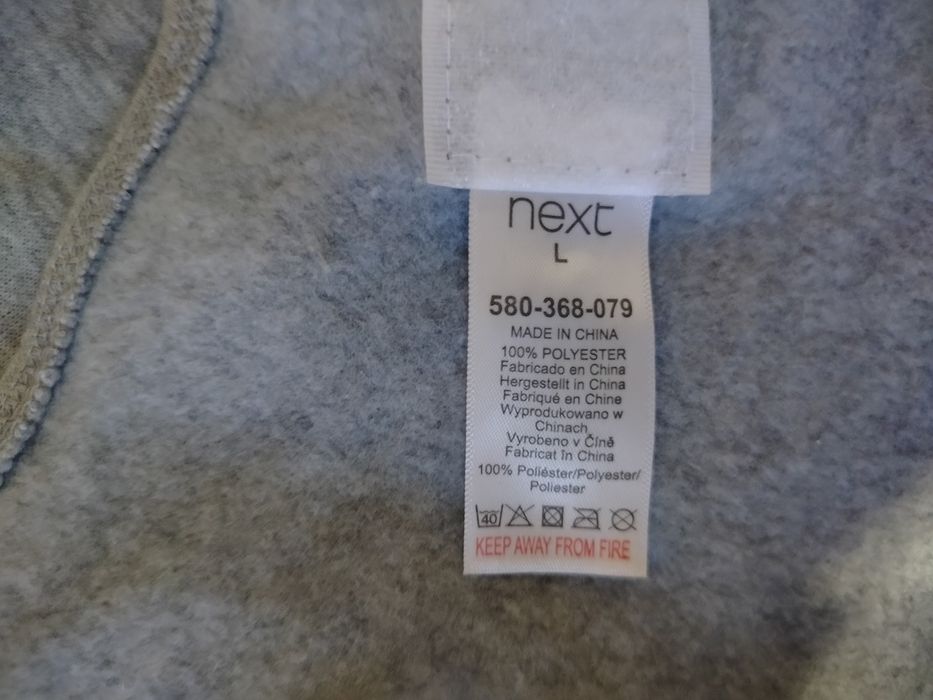 next
L
580-368-079
MADE IN CHINA
100% POLYESTER
Fabricado en China
Hergestellt in China
Fabriqué en Chine
Wyprodukowano w
Chinach
Vyrobeno v Číně
Fabricat în China
100% Poliéster/Polyester/
Poliester
40
KEEP AWAY FROM FIRE